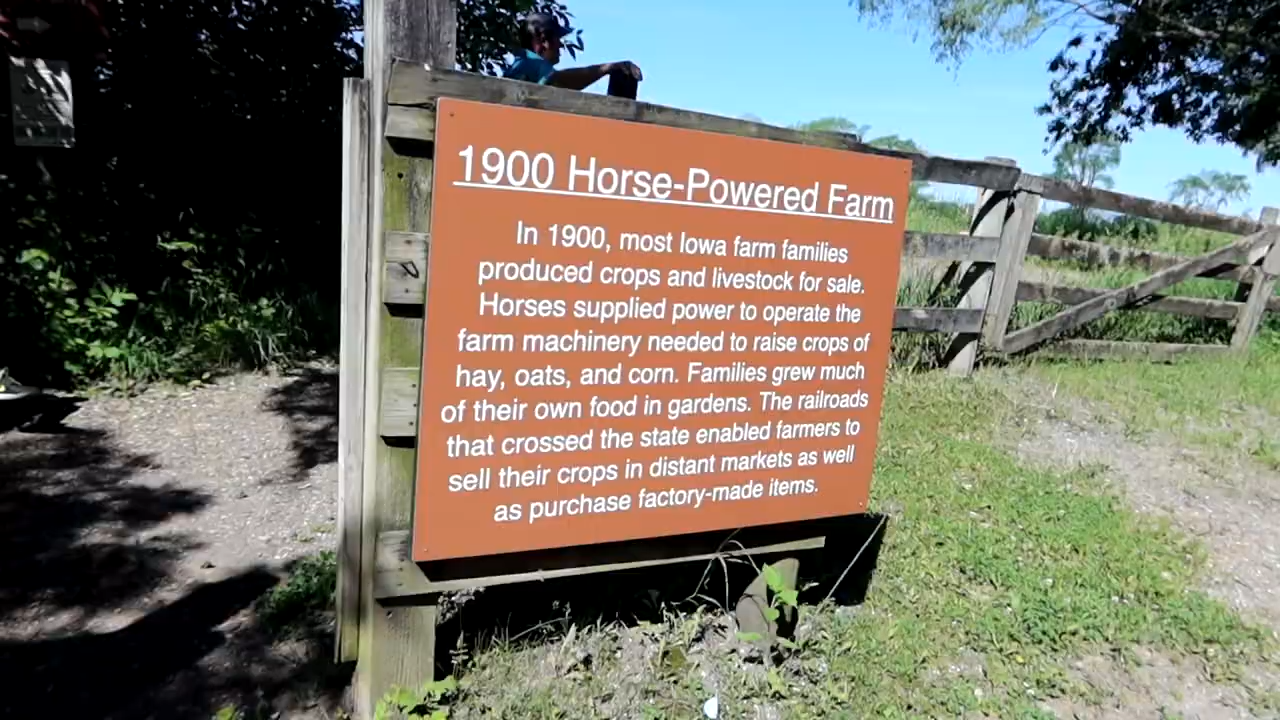 1900 Horse-Powered Farm
In 1900, most Iowa farm families
produced crops and livestock for sale.
Horses supplied power to operate the
farm machinery needed to raise crops of
hay, oats, and corn. Families grew much
of their own food in gardens. The railroads
that crossed the state enabled farmers to
sell their crops in distant markets as well
as purchase factory-made items.